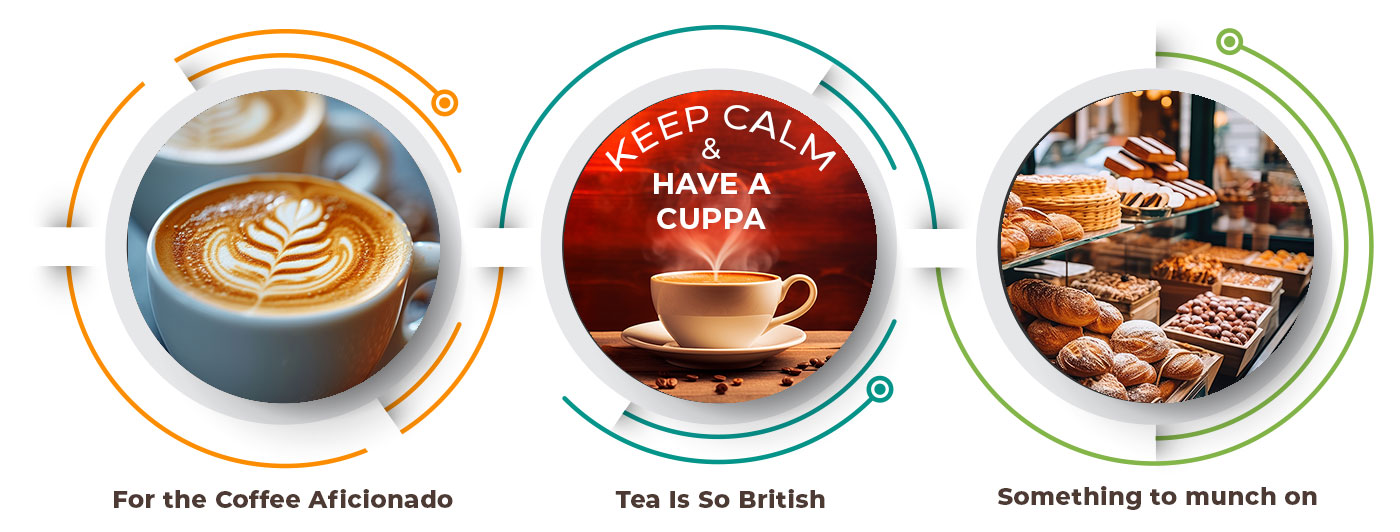 KEEP CALM
&
HAVE A
CUPPA
For the Coffee Aficionado
Tea Is So British
Something to munch on